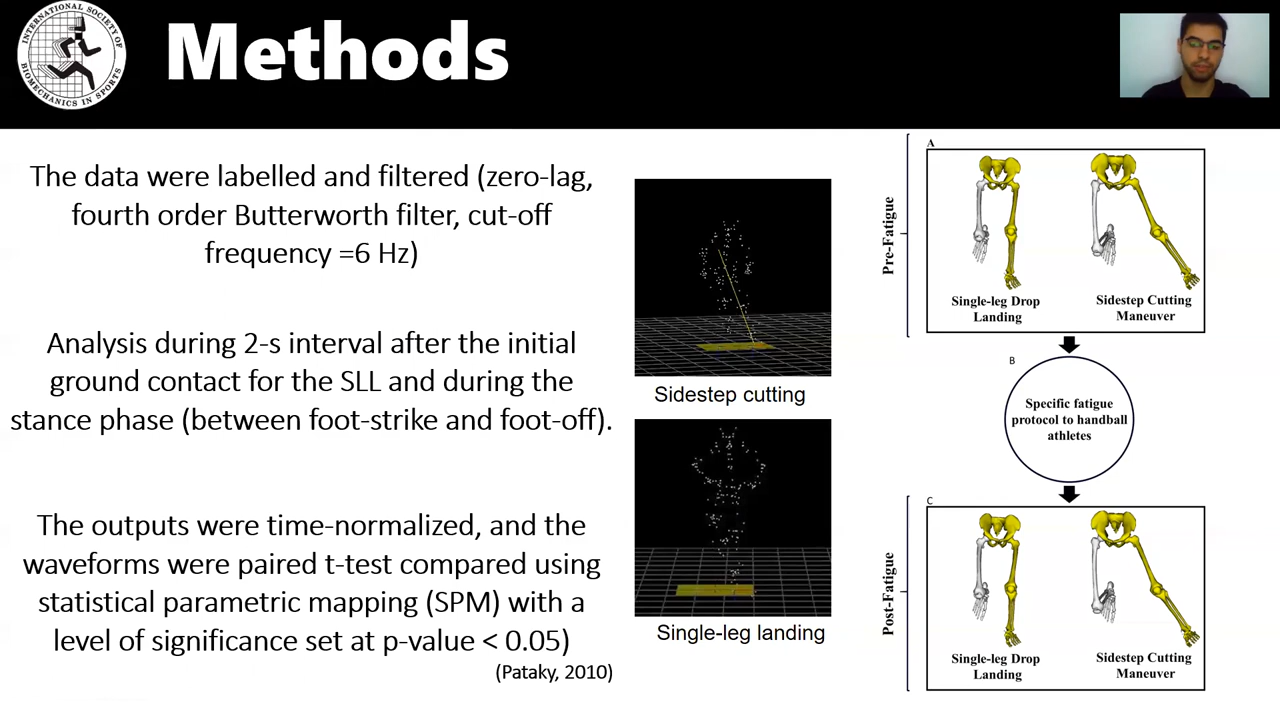 INTERNATIONAL SOCIETY OF
BIOMECHANICS IN SPORTS
Methods
The data were labelled and filtered (zero-lag,
fourth order Butterworth filter, cut-off
frequency =6 Hz)
Analysis during 2-s interval after the initial
ground contact for the SLL and during the
stance phase (between foot-strike and foot-off).
The outputs were time-normalized, and the
waveforms were paired t-test compared using
statistical parametric mapping (SPM) with a
level of significance set at p-value < 0.05)
(Pataky, 2010)
Sidestep cutting
Single-leg landing
A
Pre-Fatigue
Single-leg Drop
Landing
Sidestep Cutting
Maneuver
B
Specific fatigue
protocol to handball
athletes
C
Post-Fatigue
Single-leg Drop
Landing
Sidestep Cutting
Maneuver